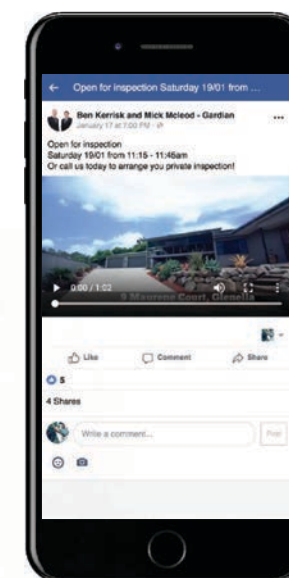 Open for inspection Saturday 19/01 from ...
Ben Kerrisk and Mick Mcleod - Gardian
January 17 at 7:00 PM
Open for inspection
Saturday 19/01 from 11:15 - 11:45am
Or call us today to arrange you private inspection!
0:00 / 1:02
9 Maurene Court, Glenella
Like Comment Share
5
4 Shares
Write a comment... Post